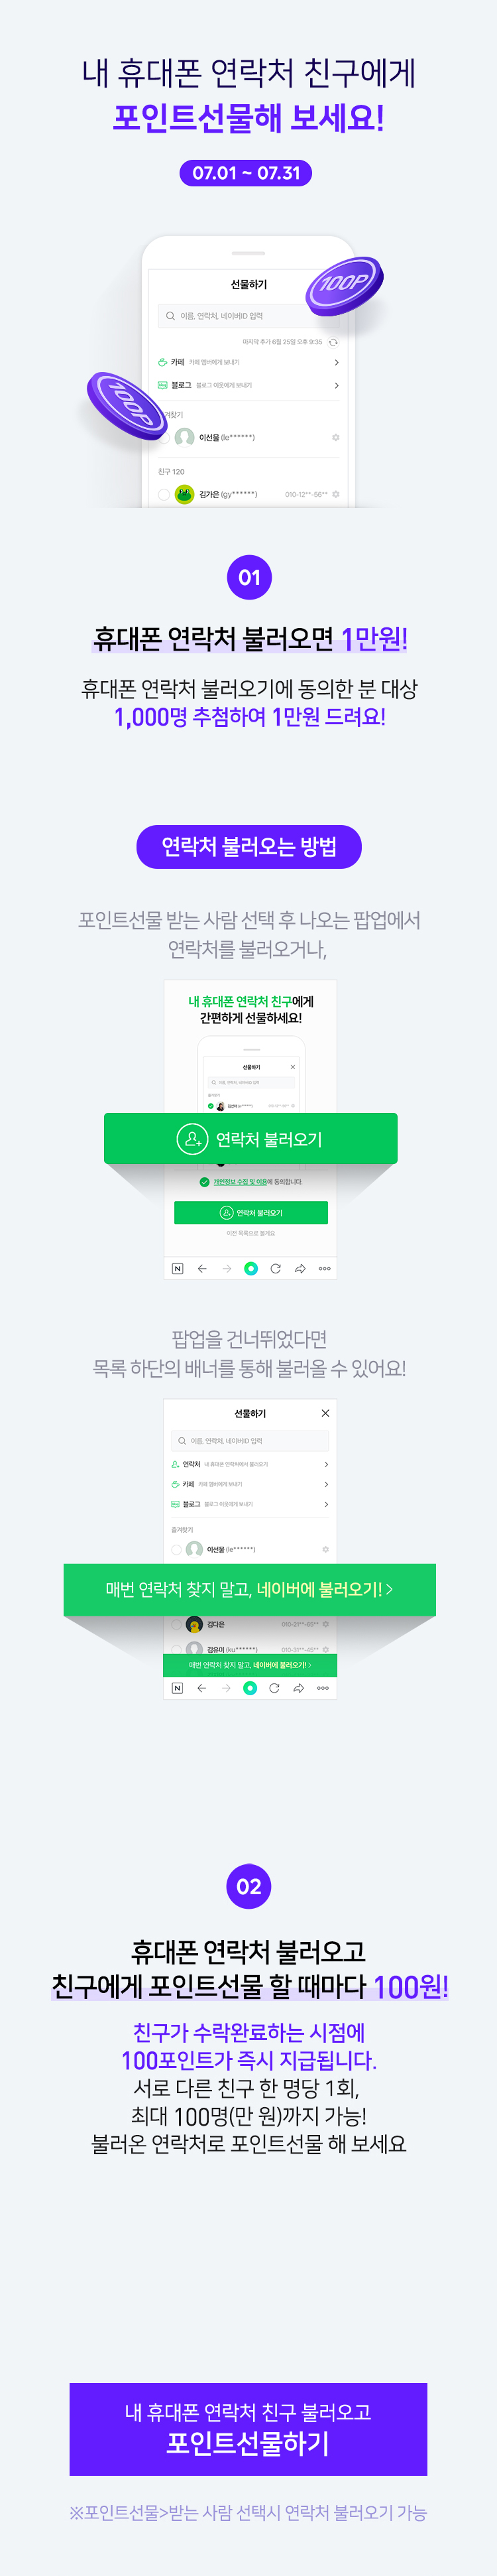 내 휴대폰 연락처 친구에게
포인트선물해 보세요!
07.01 ~ 07.31
선물하기
100P
이름, 연락처, 네이버ID 입력
마지막 추가 6월 25일 오후 9:35
카페 카페 멤버에게 보내기
블로그 블로그 이웃에게 보내기
100P
이선물 (le******)
친구 120
김가은 (gy******) 010-12**-56**
01
휴대폰 연락처 불러오면 1만원!
휴대폰 연락처 불러오기에 동의한 분 대상
1,000명 추첨하여 1만원 드려요!
연락처 불러오는 방법
포인트선물 받는 사람 선택 후 나오는 팝업에서
연락처를 불러오거나,
내 휴대폰 연락처 친구에게
간편하게 선물하세요!
선물하기
이름, 연락처, 네이버ID 입력
연락처 불러오기
개인정보 수집 및 이용에 동의합니다.
연락처 불러오기
이전 목록으로 볼게요
N
팝업을 건너뛰었다면
목록 하단의 배너를 통해 불러올 수 있어요!
선물하기
이름, 연락처, 네이버ID 입력
연락처 내 휴대폰 연락처에서 불러오기
카페 카페 멤버에게 보내기
블로그 블로그 이웃에게 보내기
즐겨찾기
이선물 (le******)
매번 연락처 찾지 말고, 네이버에 불러오기!
김다은 010-21**-65**
김유미 (ku******) 010-31**-45**
매번 연락처 찾지 말고, 네이버에 불러오기!
N
02
휴대폰 연락처 불러오고
친구에게 포인트선물 할 때마다 100원!
친구가 수락완료하는 시점에
100포인트가 즉시 지급됩니다.
서로 다른 친구 한 명당 1회,
최대 100명(만 원)까지 가능!
불러온 연락처로 포인트선물 해 보세요
내 휴대폰 연락처 친구 불러오고
포인트선물하기
※포인트선물>받는 사람 선택시 연락처 불러오기 가능